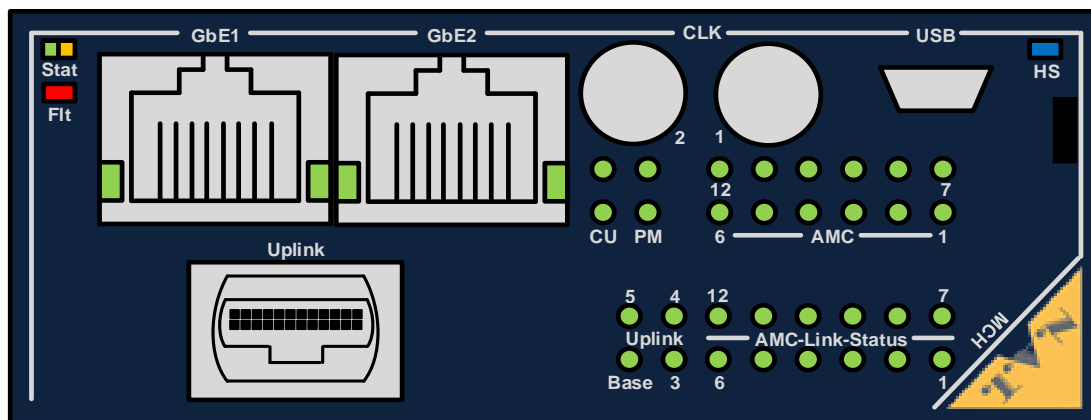 GbE1 GbE2 CLK USB
Stat HS
Flt
2 1
12 7
CU PM 6 AMC 1
Uplink
5 4 12 7
Uplink AMC-Link-Status
Base 3 6 1
MCH
N.A.T.